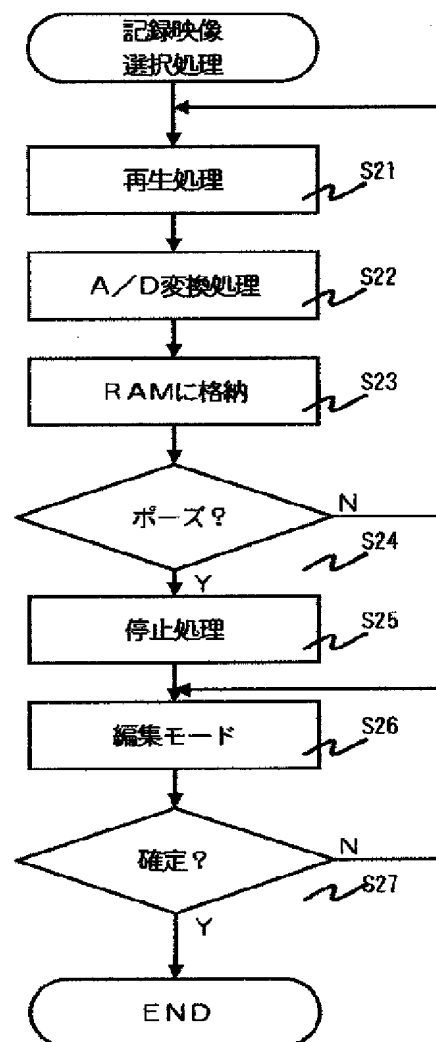 記録映像
選択処理
再生処理
S21
A/D変換処理
S22
RAMに格納
S23
ポーズ?
N
S24
Y
停止処理
S25
編集モード
S26
確定?
N
S27
Y
END